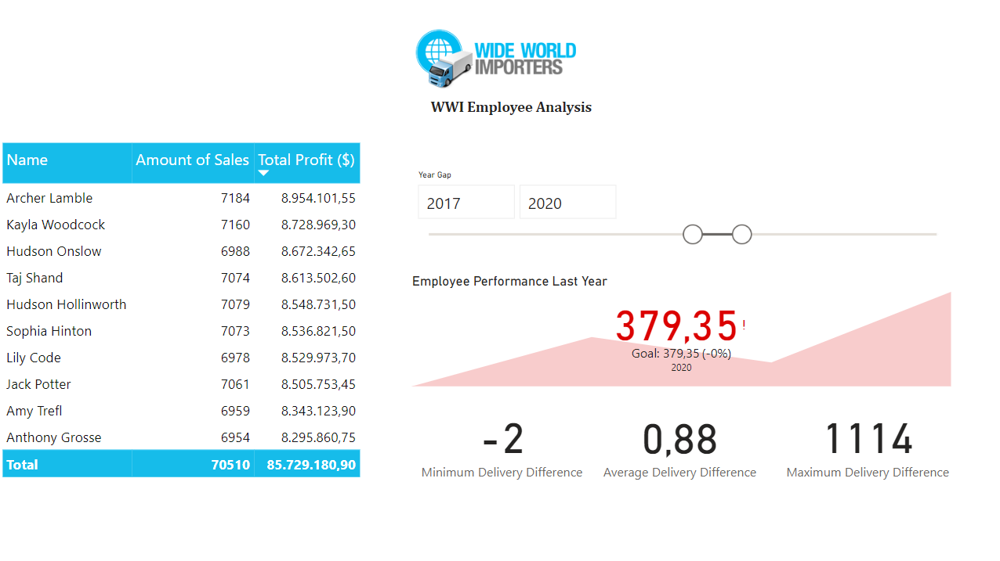 WIDE WORLD
IMPORTERS
WWI Employee Analysis
Name Amount of Sales Total Profit ($)
Archer Lamble 7184 8.954.101,55
Kayla Woodcock 7160 8.728.969,30
Hudson Onslow 6988 8.672.342,65
Taj Shand 7074 8.613.502,60
Hudson Hollinworth 7079 8.548.731,50
Sophia Hinton 7073 8.536.821,50
Lily Code 6978 8.529.973,70
Jack Potter 7061 8.505.753,45
Amy Trefl 6959 8.343.123,90
Anthony Grosse 6954 8.295.860,75
Total 70510 85.729.180,90
Year Gap
2017 2020
Employee Performance Last Year
379,35 !
Goal: 379,35 (-0%)
2020
-2 0,88 1114
Minimum Delivery Difference Average Delivery Difference Maximum Delivery Difference